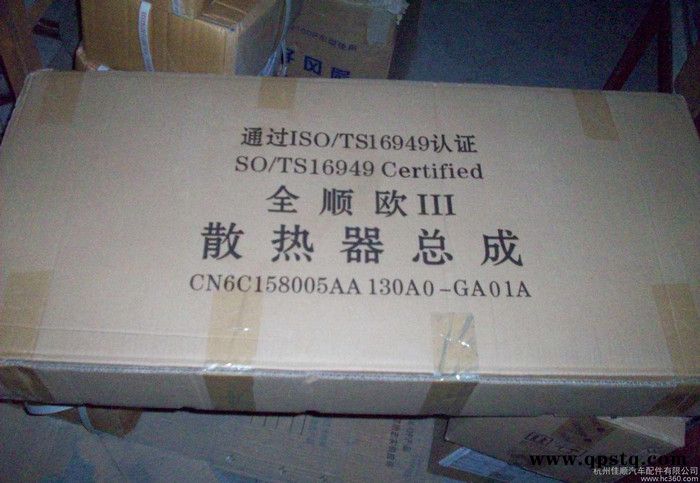 通过ISO/TS16949认证
SO/TS16949 Certified
全顺欧III
散热器总成
CN6C158005AA 130A0-GA01A
www.qpstq.com
杭州佳顺汽车配件有限公司
www.hc360.com